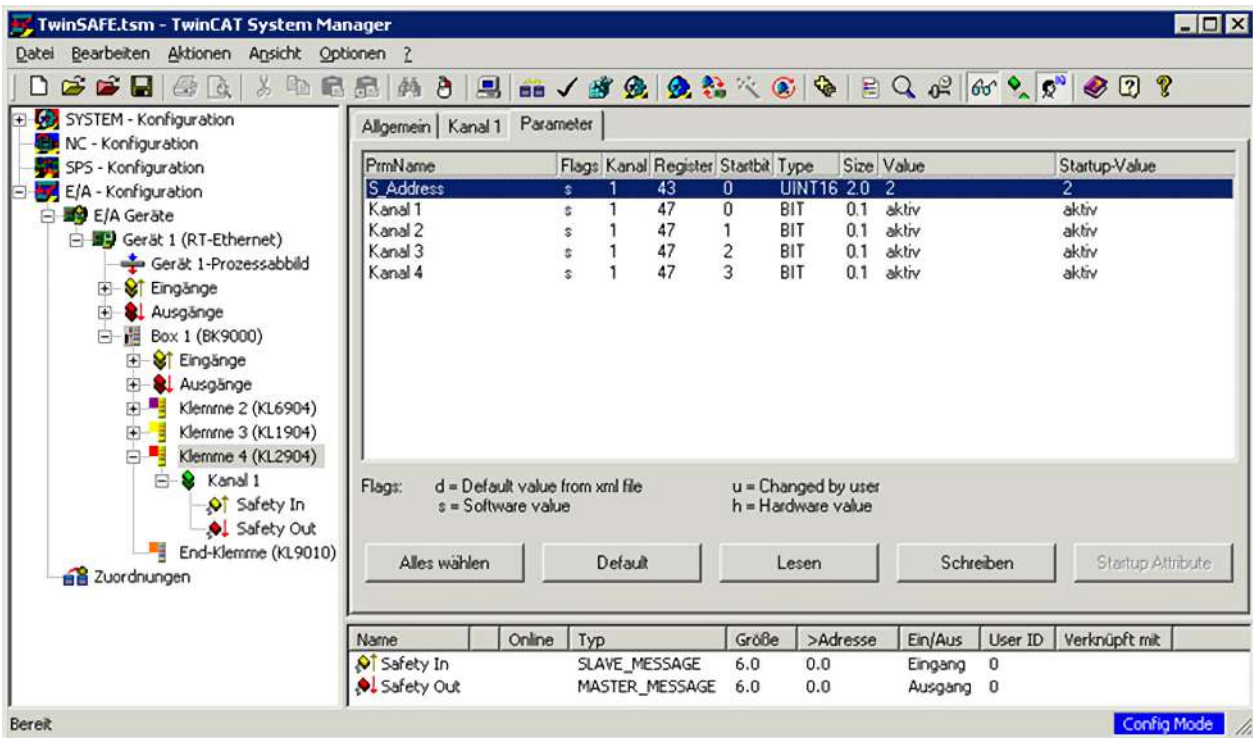 TwinSAFE.tsm - TwinCAT System Manager
Datei Bearbeiten Aktionen Ansicht Optionen ?
SYSTEM - Konfiguration
NC - Konfiguration
SPS - Konfiguration
E/A - Konfiguration
E/A Geräte
Gerät 1 (RT-Ethernet)
Gerät 1-Prozessabbild
Eingänge
Ausgänge
Box 1 (BK9000)
Eingänge
Ausgänge
Klemme 2 (KL6904)
Klemme 3 (KL1904)
Klemme 4 (KL2904)
Kanal 1
Safety In
Safety Out
End-Klemme (KL9010)
Zuordnungen
Allgemein Kanal 1 Parameter
PrmName Flags Kanal Register Startbit Type Size Value Startup-Value
S_Address s 1 43 0 UINT16 2.0 2 2
Kanal 1 s 1 47 0 BIT 0.1 aktiv aktiv
Kanal 2 s 1 47 1 BIT 0.1 aktiv aktiv
Kanal 3 s 1 47 2 BIT 0.1 aktiv aktiv
Kanal 4 s 1 47 3 BIT 0.1 aktiv aktiv
Flags: d = Default value from xml file u = Changed by user
s = Software value h = Hardware value
Alles wählen Default Lesen Schreiben Startup Attribute
Name Online Typ Größe >Adresse Ein/Aus User ID Verknüpft mit
Safety In SLAVE_MESSAGE 6.0 0.0 Eingang 0
Safety Out MASTER_MESSAGE 6.0 0.0 Ausgang 0
Bereit Config Mode